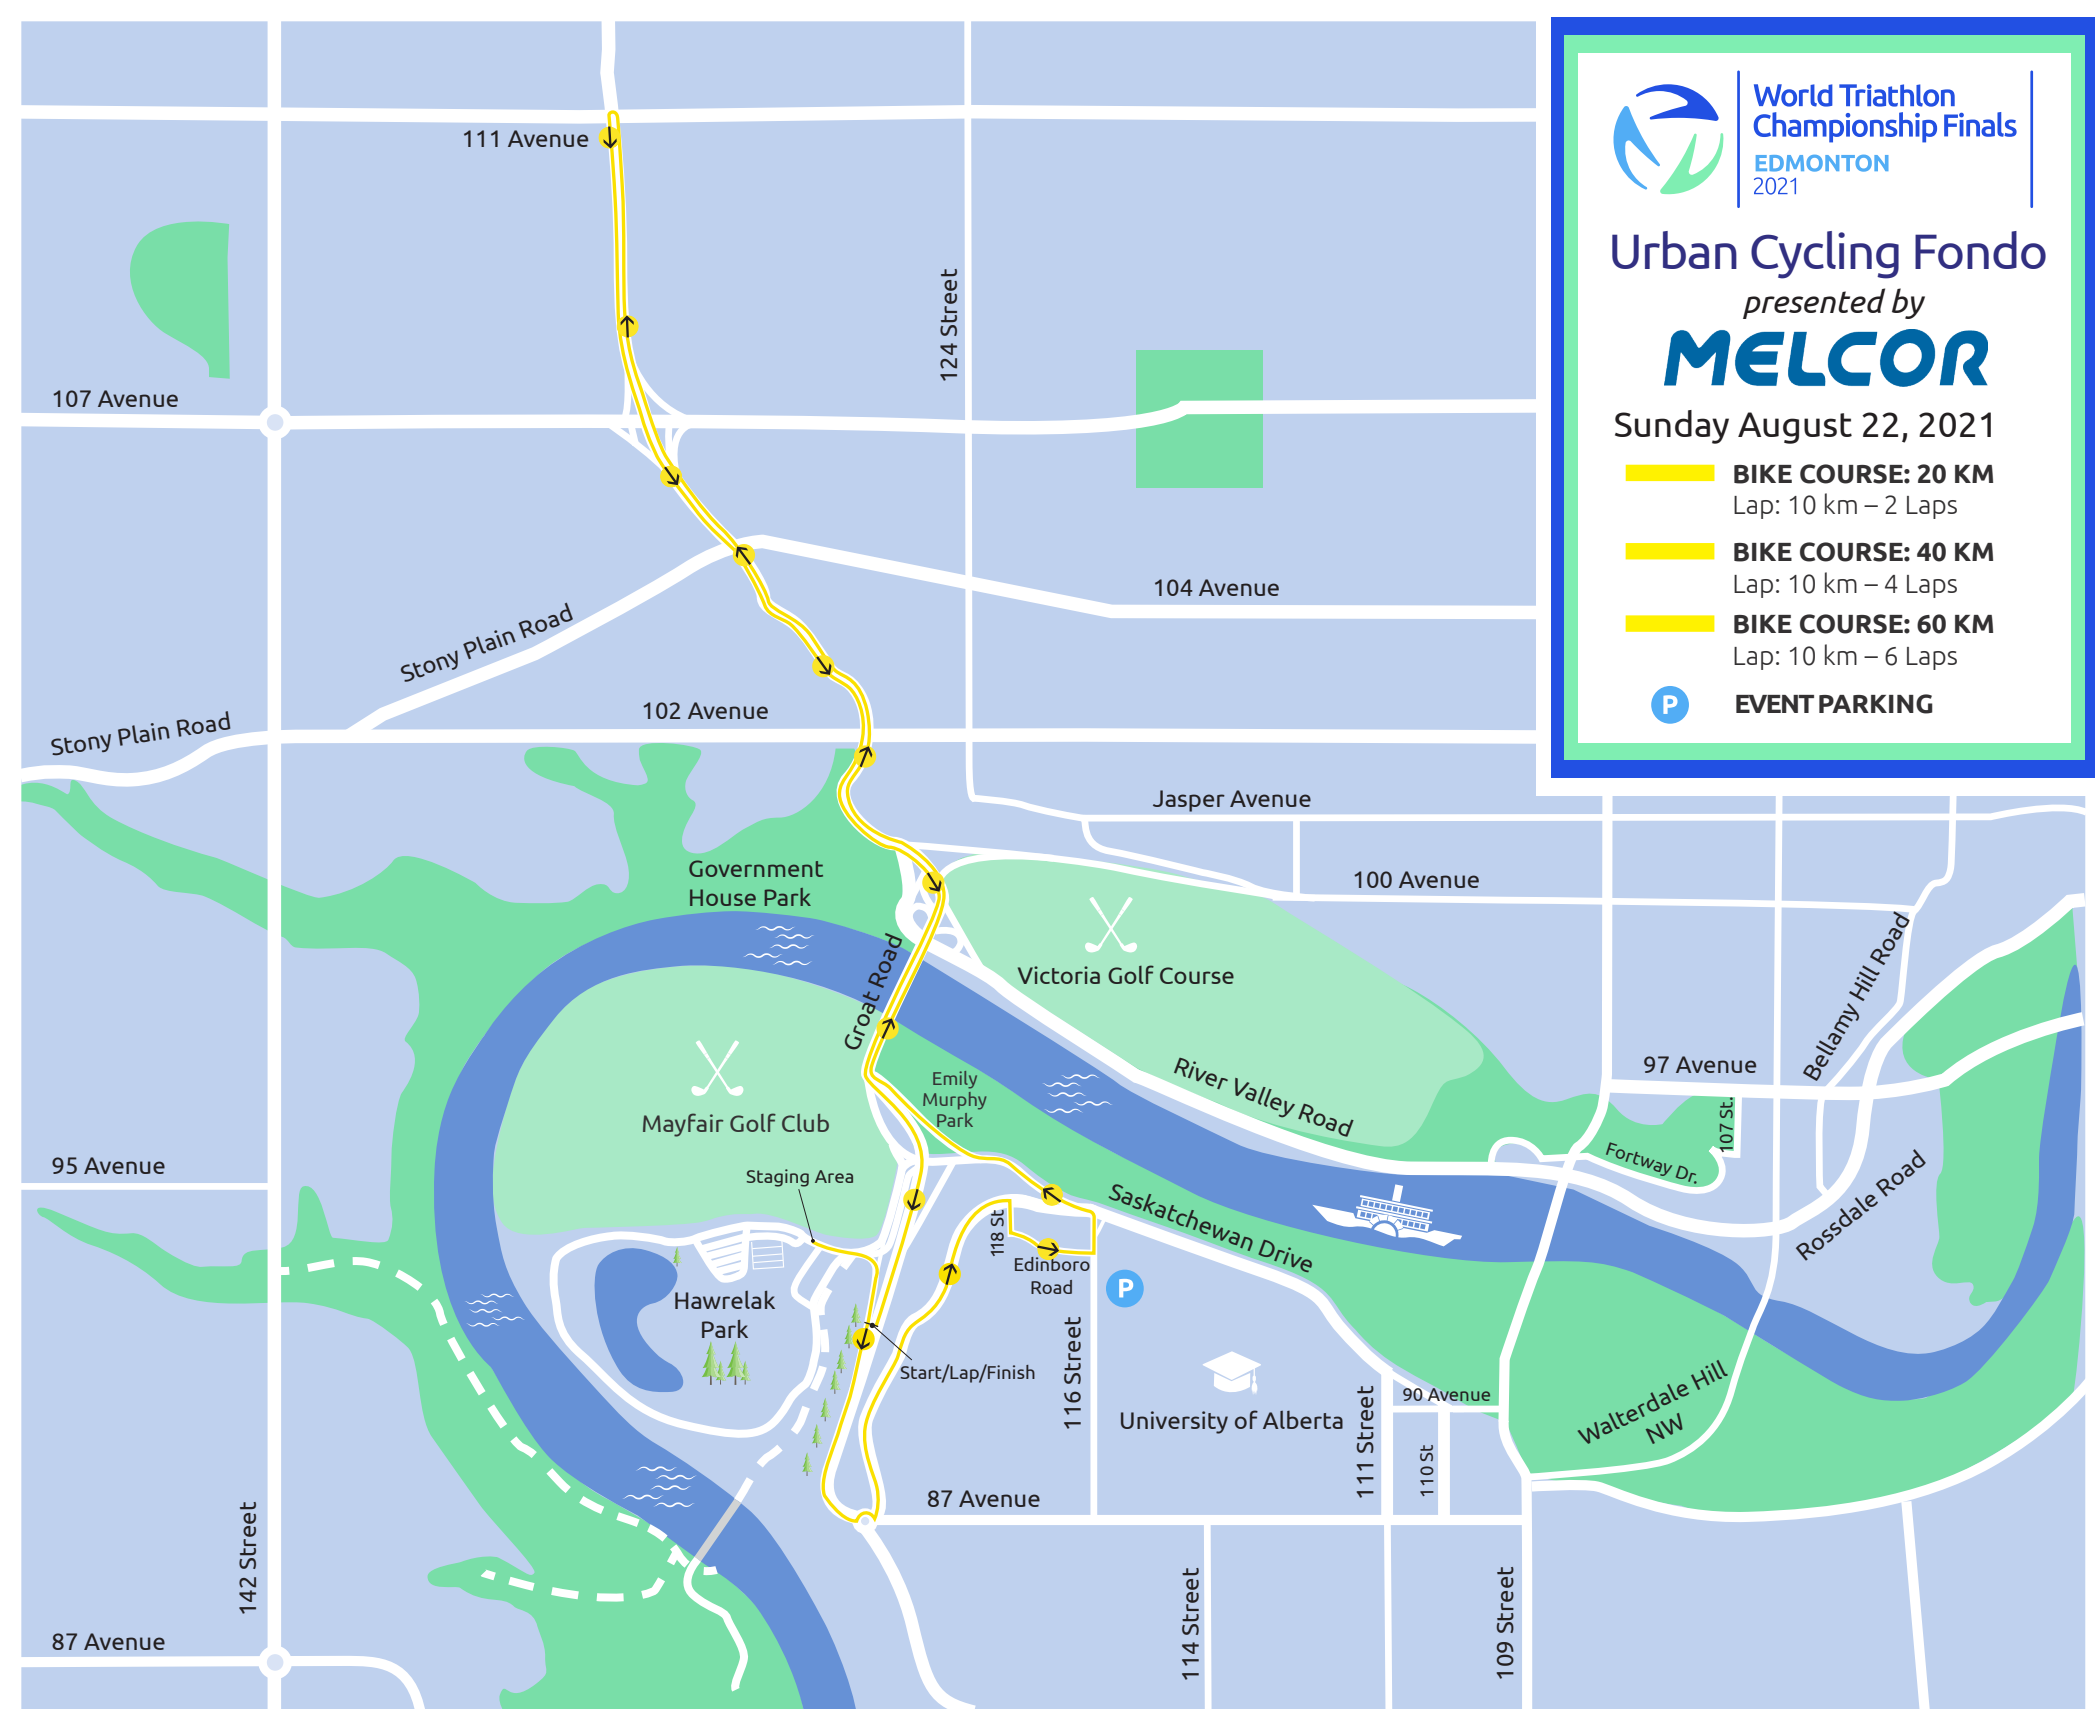 World Triathlon
Championship Finals
EDMONTON
2021
Urban Cycling Fondo
presented by
MELCOR
Sunday August 22, 2021
BIKE COURSE: 20 KM
Lap: 10 km – 2 Laps
BIKE COURSE: 40 KM
Lap: 10 km – 4 Laps
BIKE COURSE: 60 KM
Lap: 10 km – 6 Laps
P
EVENT PARKING
111 Avenue
124 Street
107 Avenue
104 Avenue
Stony Plain Road
102 Avenue
Stony Plain Road
Jasper Avenue
Government
House Park
100 Avenue
Groat Road
Victoria Golf Course
Bellamy Hill Road
River Valley Road
97 Avenue
Emily
Murphy
Park
Mayfair Golf Club
107 St.
Fortway Dr.
95 Avenue
Staging Area
Saskatchewan Drive
Rossdale Road
118 St
Edinboro
Road
P
Hawrelak
Park
Start/Lap/Finish
116 Street
University of Alberta
111 Street
90 Avenue
110 St
Walterdale Hill
NW
87 Avenue
142 Street
114 Street
109 Street
87 Avenue